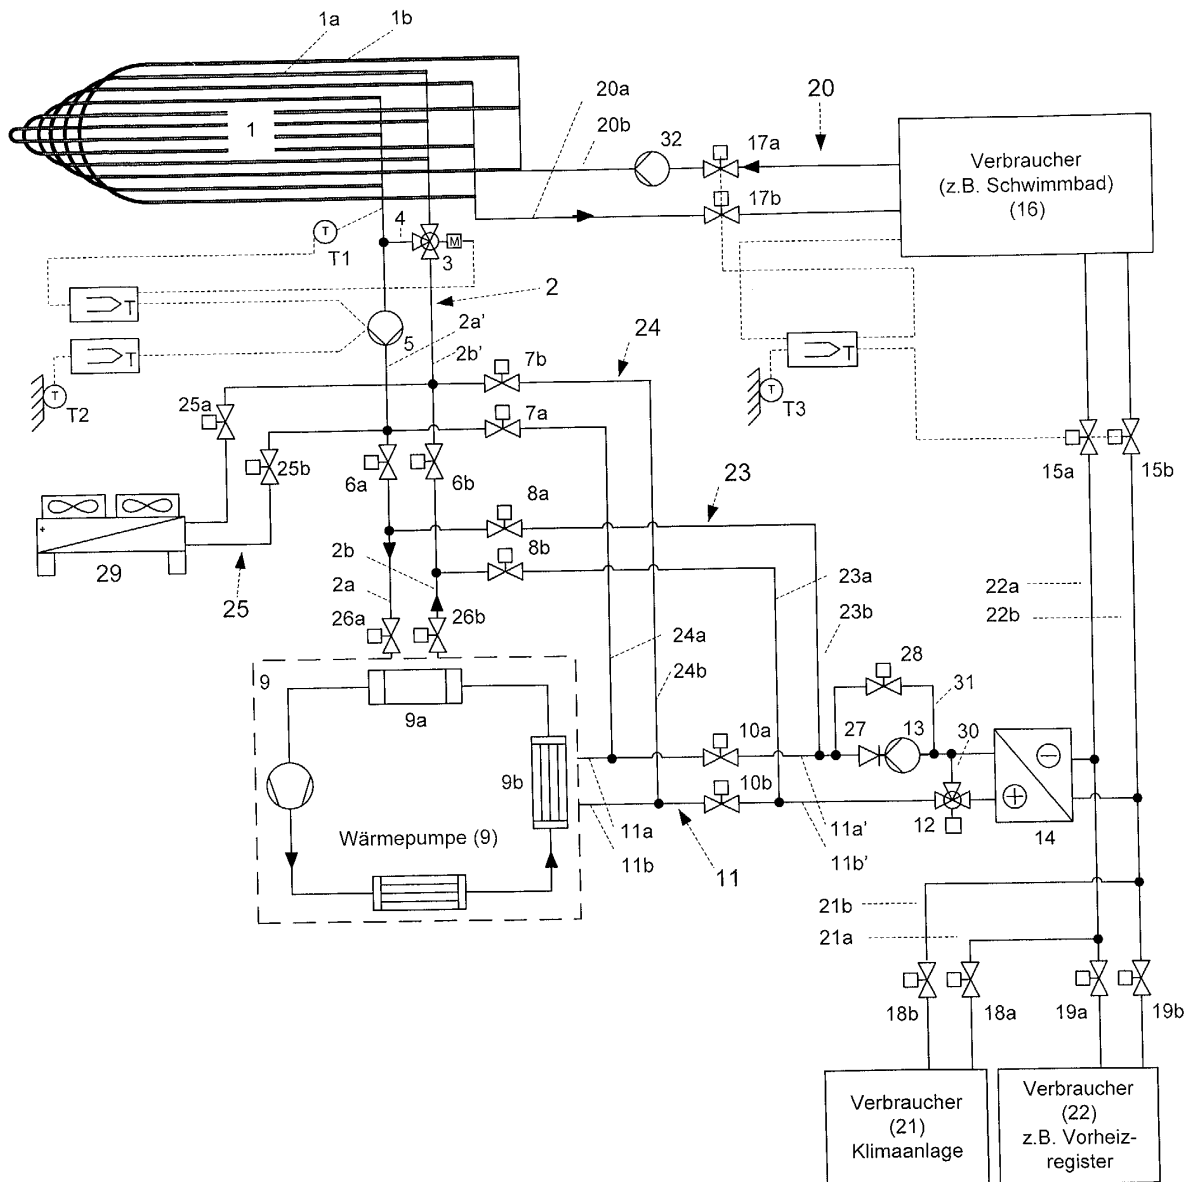 1a
1b
1
20a
20b
32
17a
20
17b
Verbraucher
(z.B. Schwimmbad)
(16)
T
T1
4
M
3
T
2
5
2a'
2b'
24
T
T
T2
7b
7a
25a
25b
T
T
T3
6a
6b
15a
15b
8a
8b
23
+
29
25
2b
2a
26a
26b
23a
23b
24a
24b
22a
22b
28
31
9
9a
9b
10a
10b
27
13
30
Wärmepumpe (9)
11a
11b
11
11a'
11b'
12
14
21b
21a
18b
18a
19a
19b
Verbraucher
(21)
Klimaanlage
Verbraucher
(22)
z.B. Vorheiz-
register